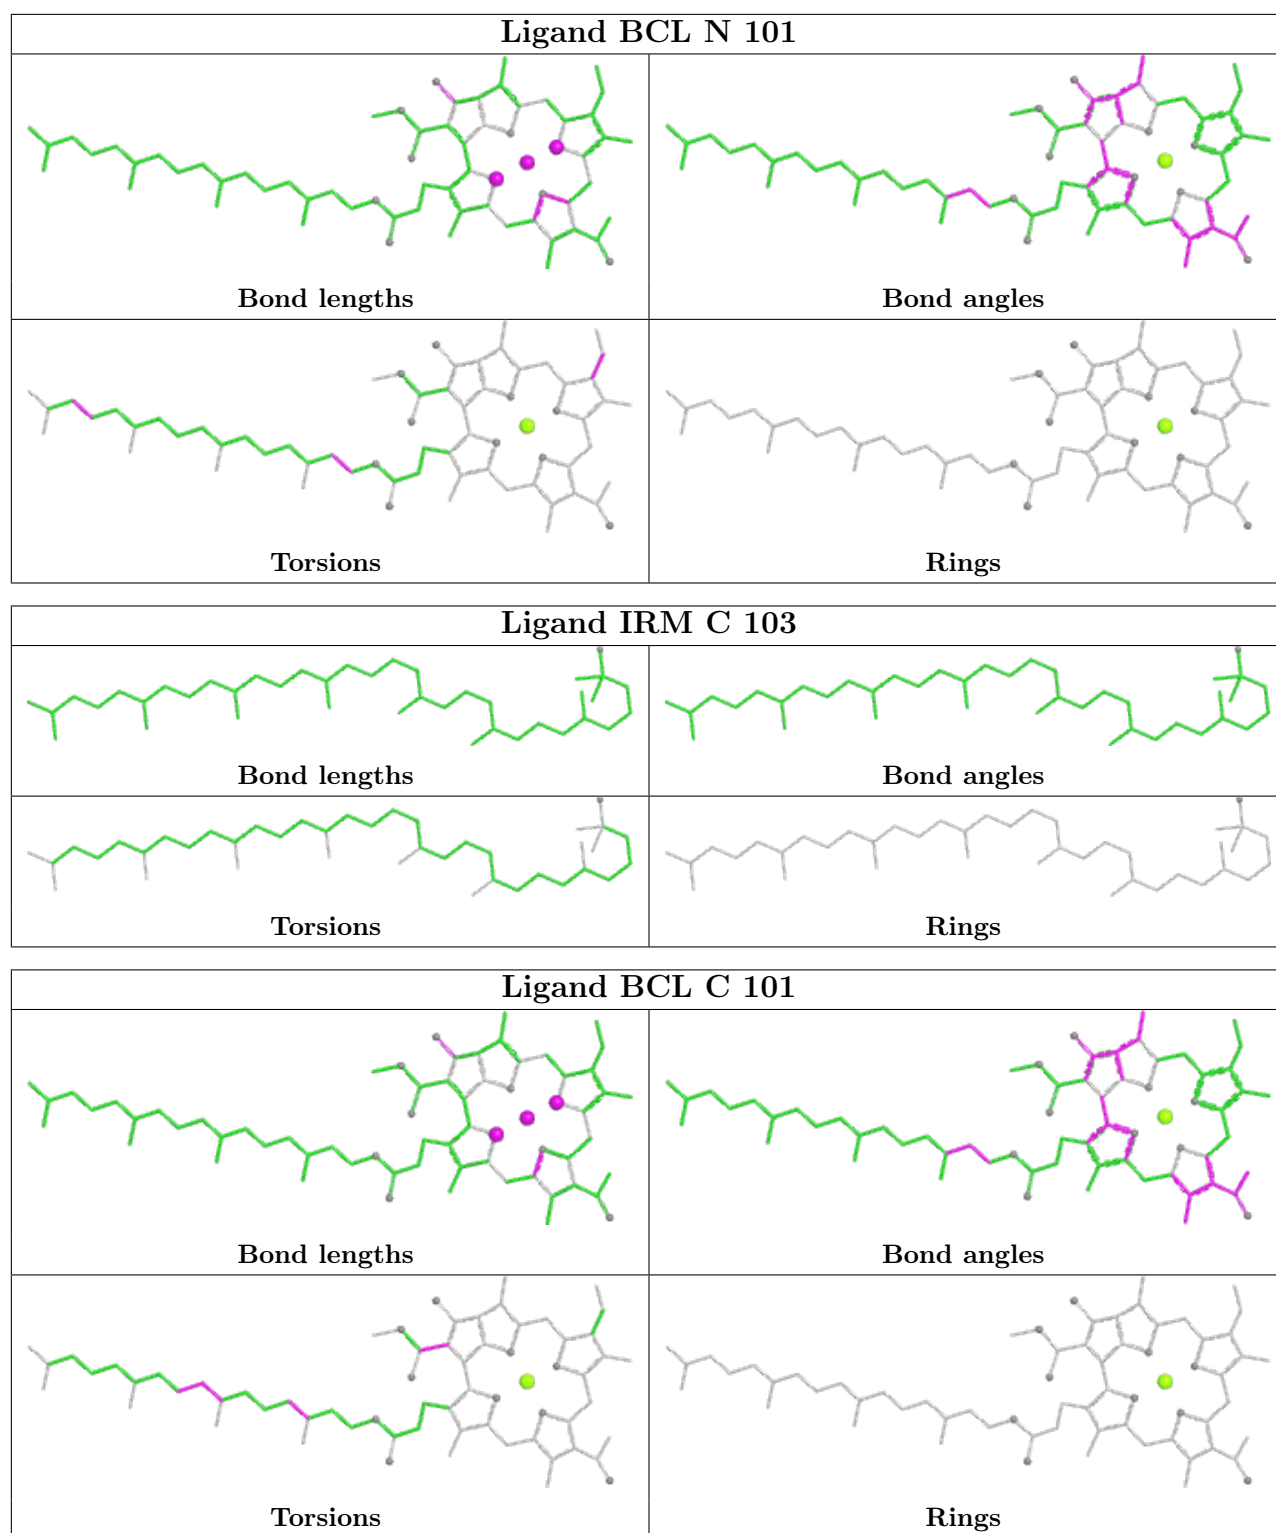 Ligand BCL N 101
Bond lengths
Bond angles
Torsions
Rings
Ligand IRM C 103
Bond lengths
Bond angles
Torsions
Rings
Ligand BCL C 101
Bond lengths
Bond angles
Torsions
Rings